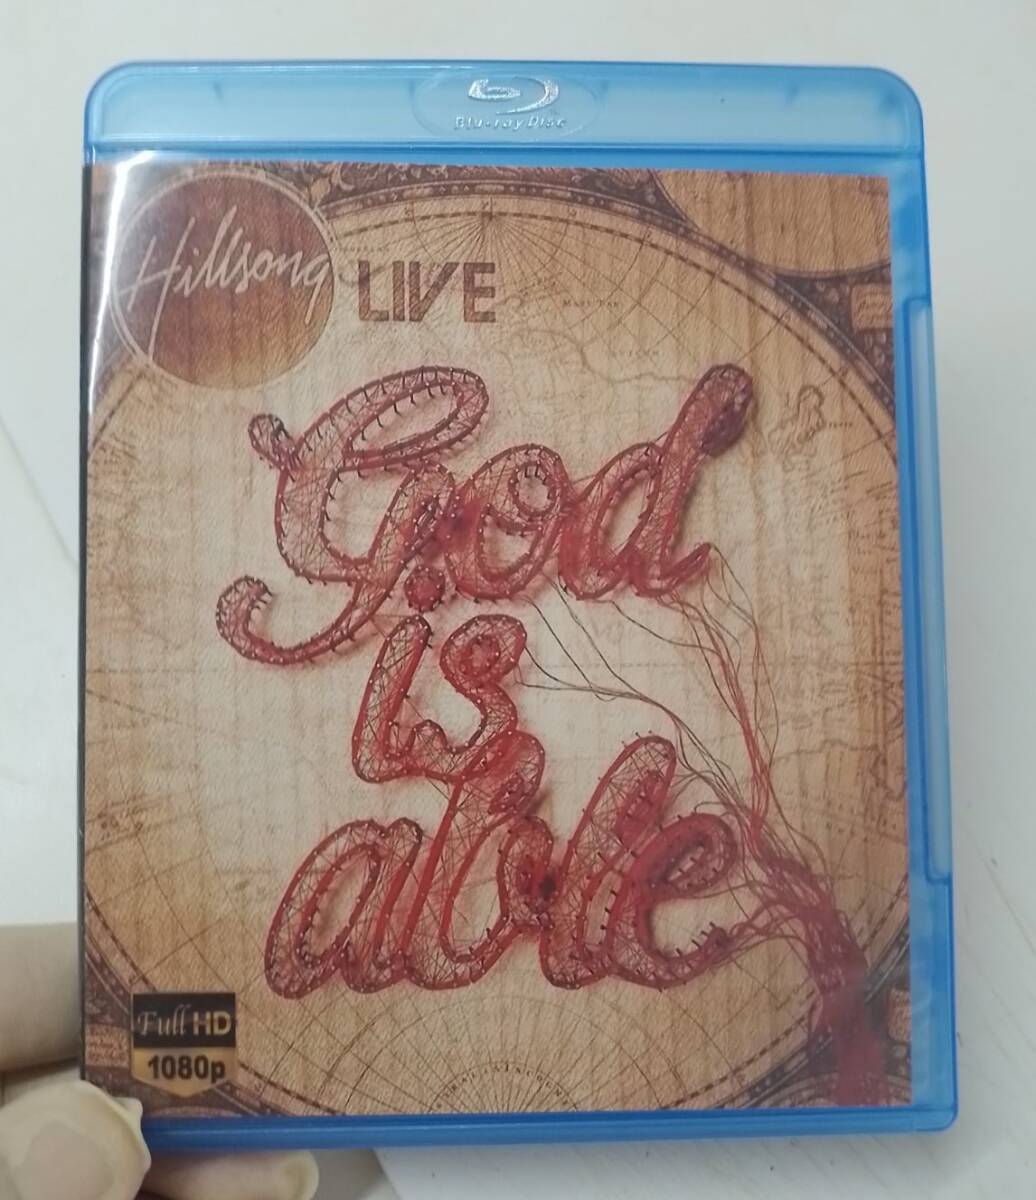 Blu-ray Disc
Hillsong
LIVE
God
is
able
Full HD
1080p